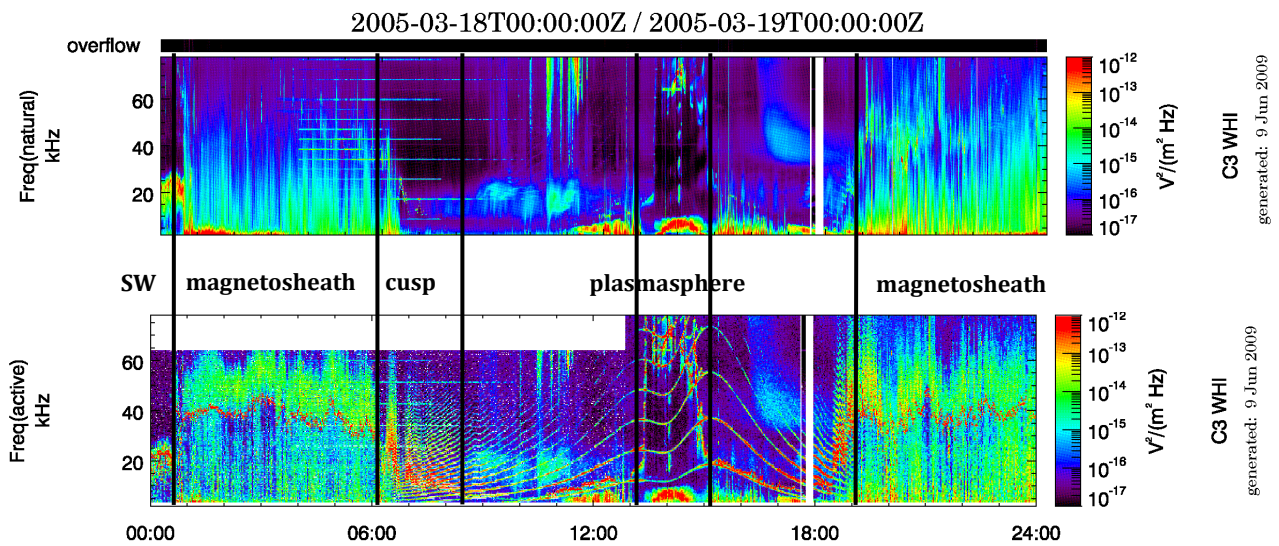 2005-03-18T00:00:00Z / 2005-03-19T00:00:00Z
overflow
Freq(natural)
kHz
60
40
20
10⁻¹²
10⁻¹³
10⁻¹⁴
10⁻¹⁵
10⁻¹⁶
10⁻¹⁷
V²/(m² Hz)
C3 WHI
generated: 9 Jun 2009
SW magnetosheath cusp plasmasphere magnetosheath
Freq(active)
kHz
60
40
20
10⁻¹²
10⁻¹³
10⁻¹⁴
10⁻¹⁵
10⁻¹⁶
10⁻¹⁷
V²/(m² Hz)
C3 WHI
generated: 9 Jun 2009
00:00 06:00 12:00 18:00 24:00